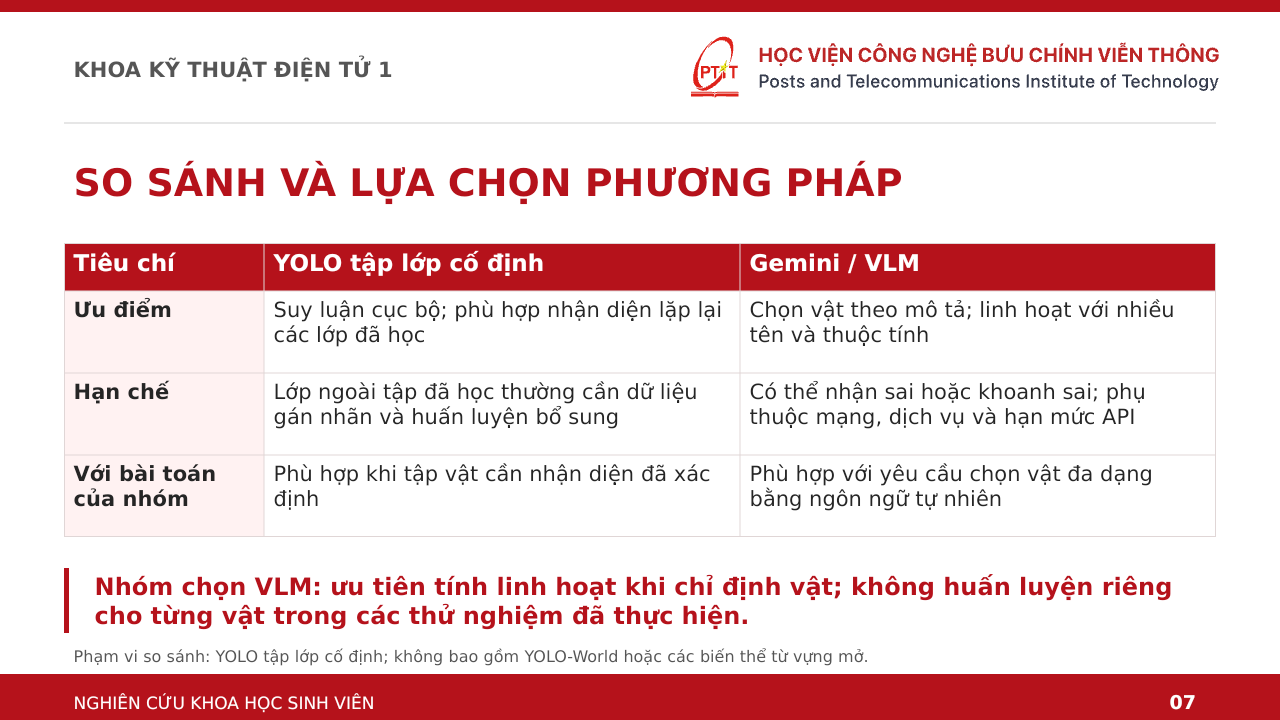 KHOA KỸ THUẬT ĐIỆN TỬ 1
PTIT
HỌC VIỆN CÔNG NGHỆ BƯU CHÍNH VIỄN THÔNG
Posts and Telecommunications Institute of Technology
SO SÁNH VÀ LỰA CHỌN PHƯƠNG PHÁP
Tiêu chí
YOLO tập lớp cố định
Gemini / VLM
Ưu điểm
Suy luận cục bộ; phù hợp nhận diện lặp lại
các lớp đã học
Chọn vật theo mô tả; linh hoạt với nhiều
tên và thuộc tính
Hạn chế
Lớp ngoài tập đã học thường cần dữ liệu
gán nhãn và huấn luyện bổ sung
Có thể nhận sai hoặc khoanh sai; phụ
thuộc mạng, dịch vụ và hạn mức API
Với bài toán
của nhóm
Phù hợp khi tập vật cần nhận diện đã xác
định
Phù hợp với yêu cầu chọn vật đa dạng
bằng ngôn ngữ tự nhiên
Nhóm chọn VLM: ưu tiên tính linh hoạt khi chỉ định vật; không huấn luyện riêng
cho từng vật trong các thử nghiệm đã thực hiện.
Phạm vi so sánh: YOLO tập lớp cố định; không bao gồm YOLO-World hoặc các biến thể từ vựng mở.
NGHIÊN CỨU KHOA HỌC SINH VIÊN
07